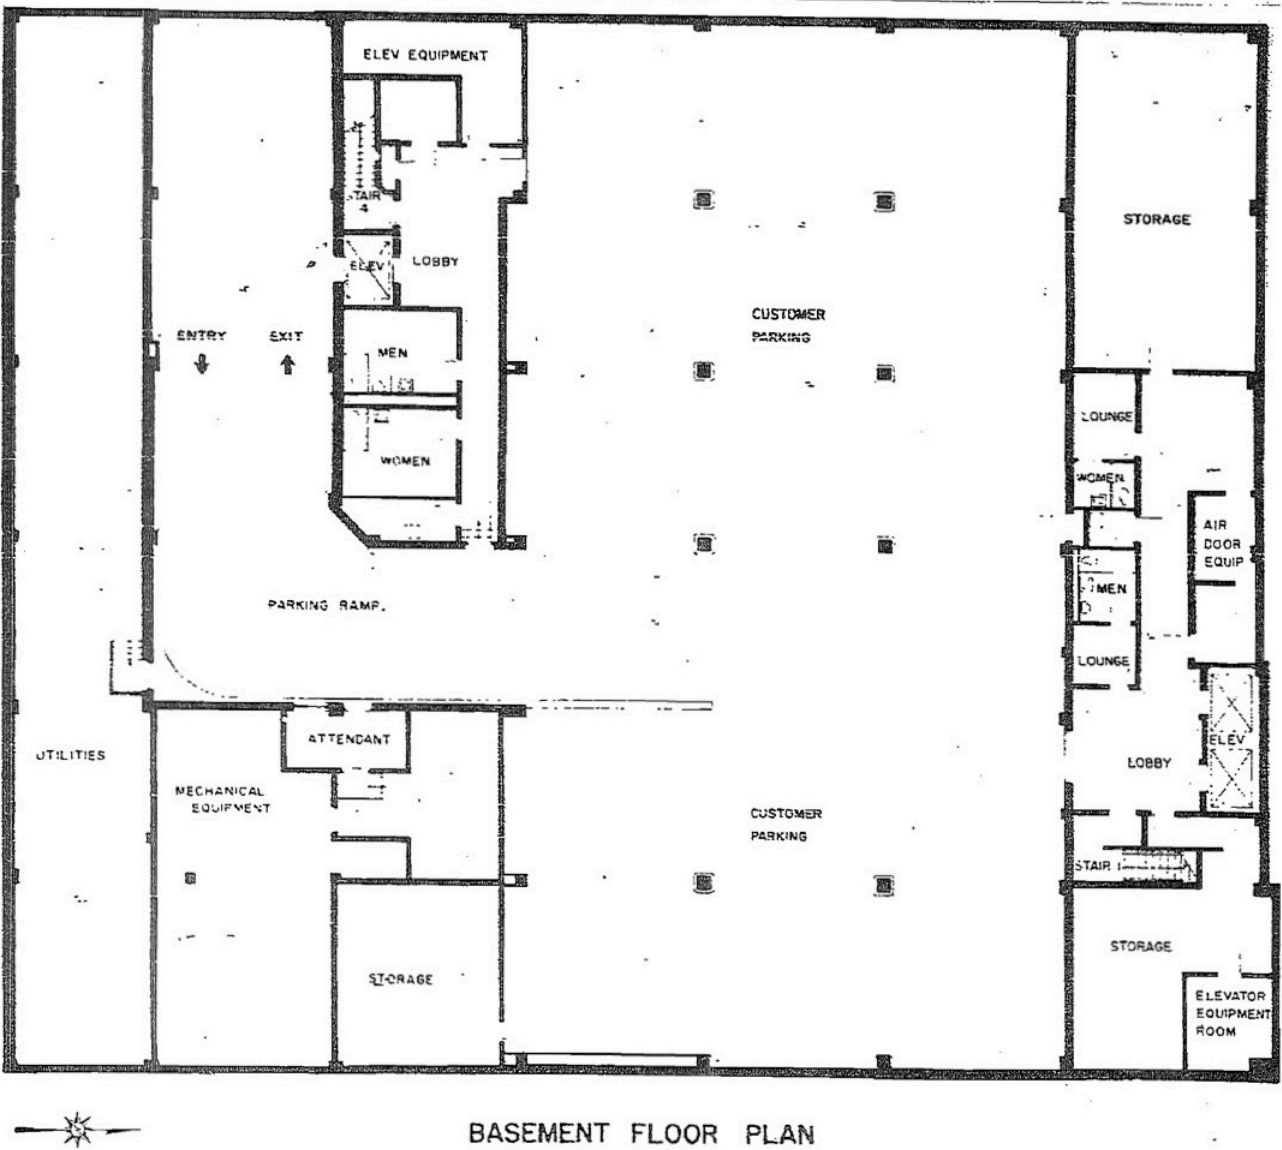 ELEV EQUIPMENT
STAIR
4
ELEV
LOBBY
STORAGE
ENTRY
EXIT
MEN
CUSTOMER
PARKING
WOMEN
LOUNGE
WOMEN
AIR
DOOR
EQUIP
MEN
PARKING RAMP.
LOUNGE
UTILITIES
ATTENDANT
ELEV
LOBBY
MECHANICAL
EQUIPMENT
CUSTOMER
PARKING
STAIR 1
STORAGE
STORAGE
ELEVATOR
EQUIPMENT
ROOM
BASEMENT FLOOR PLAN